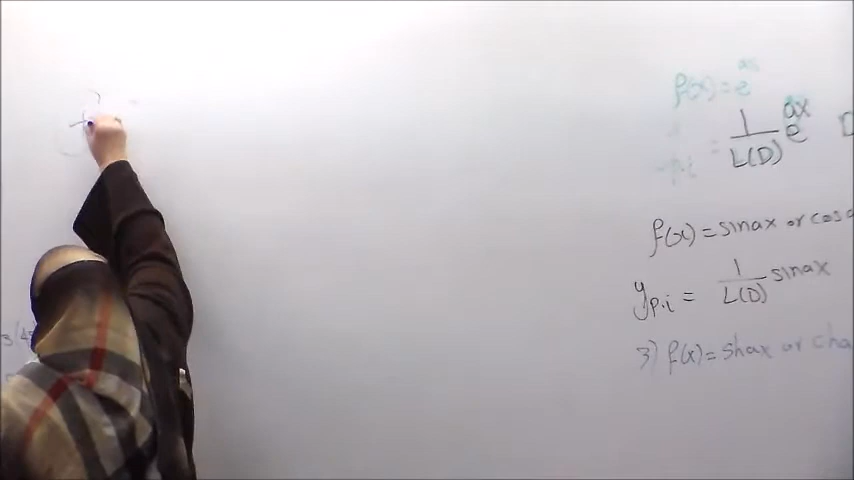 f(x) = e^ax
= 1/L(D) e^ax
f(x) = sinax or cos a
y_p.i = 1/L(D) sinax
3) f(x) = shax or cha